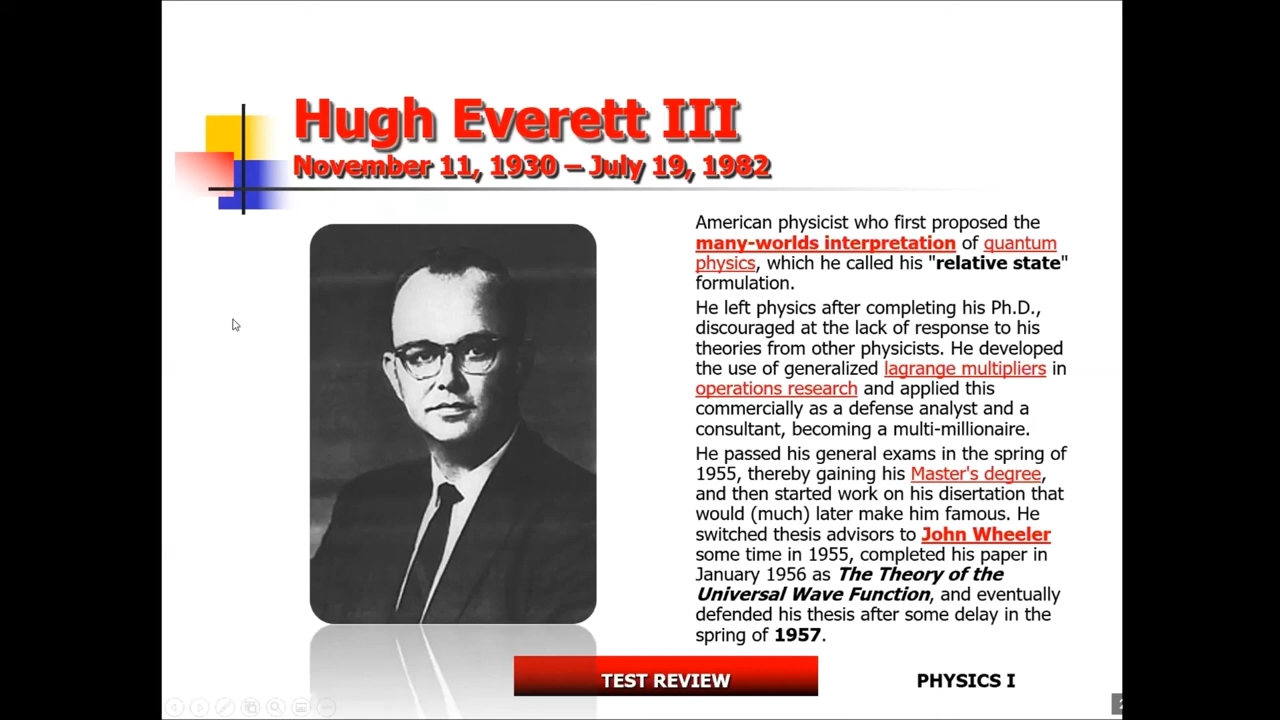 Hugh Everett III
November 11, 1930 – July 19, 1982
American physicist who first proposed the
many-worlds interpretation of quantum
physics, which he called his "relative state"
formulation.
He left physics after completing his Ph.D.,
discouraged at the lack of response to his
theories from other physicists. He developed
the use of generalized lagrange multipliers in
operations research and applied this
commercially as a defense analyst and a
consultant, becoming a multi-millionaire.
He passed his general exams in the spring of
1955, thereby gaining his Master's degree,
and then started work on his disertation that
would (much) later make him famous. He
switched thesis advisors to John Wheeler
some time in 1955, completed his paper in
January 1956 as The Theory of the
Universal Wave Function, and eventually
defended his thesis after some delay in the
spring of 1957.
TEST REVIEW
PHYSICS I